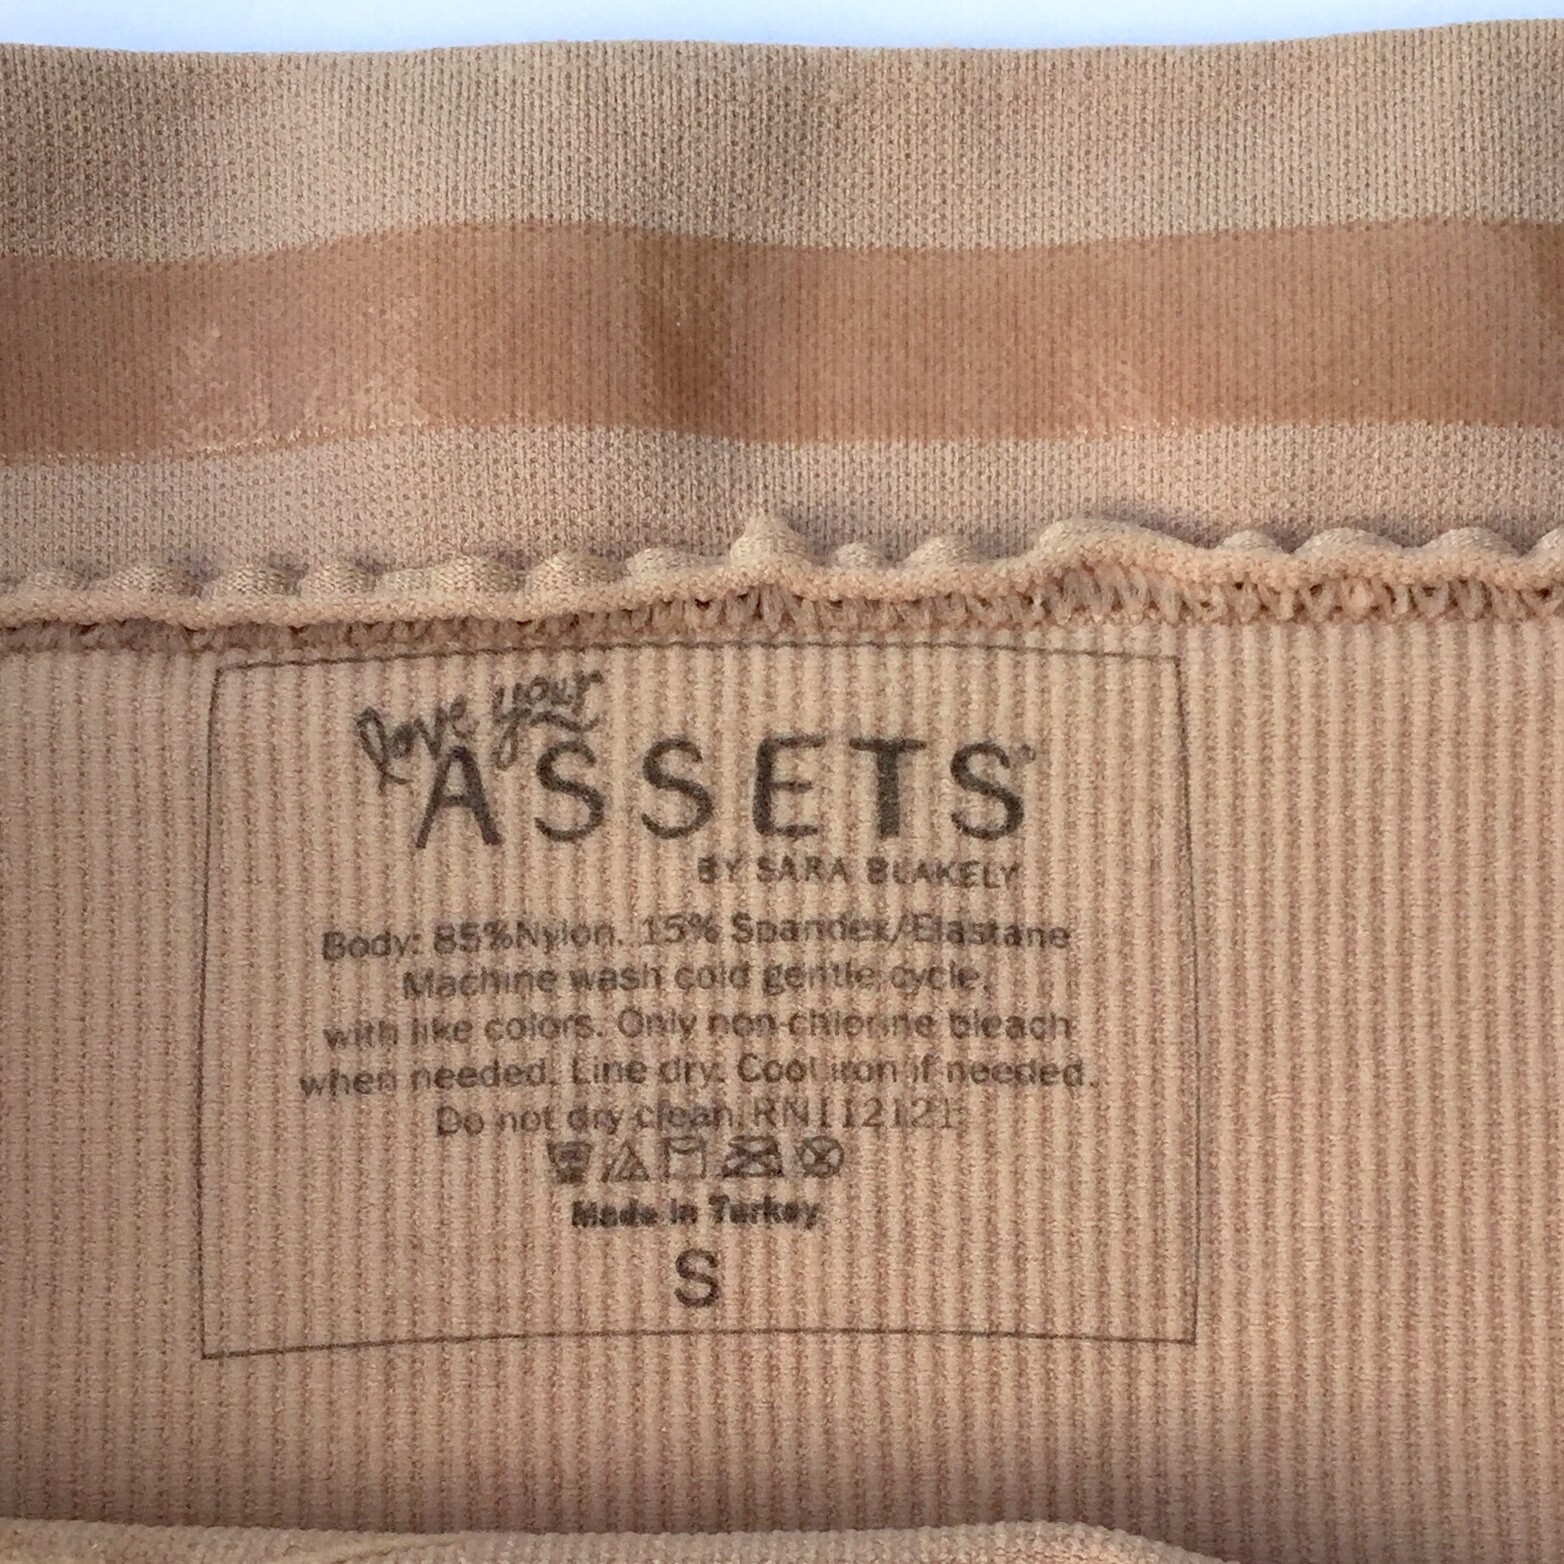 love your
ASSETS®
BY SARA BLAKELY
Body: 85%Nylon. 15% Spandex/Elastane
Machine wash cold gentle cycle,
with like colors. Only non-chlorine bleach
when needed. Line dry. Cool iron if needed.
Do not dry clean. RN112121
Made in Turkey
S